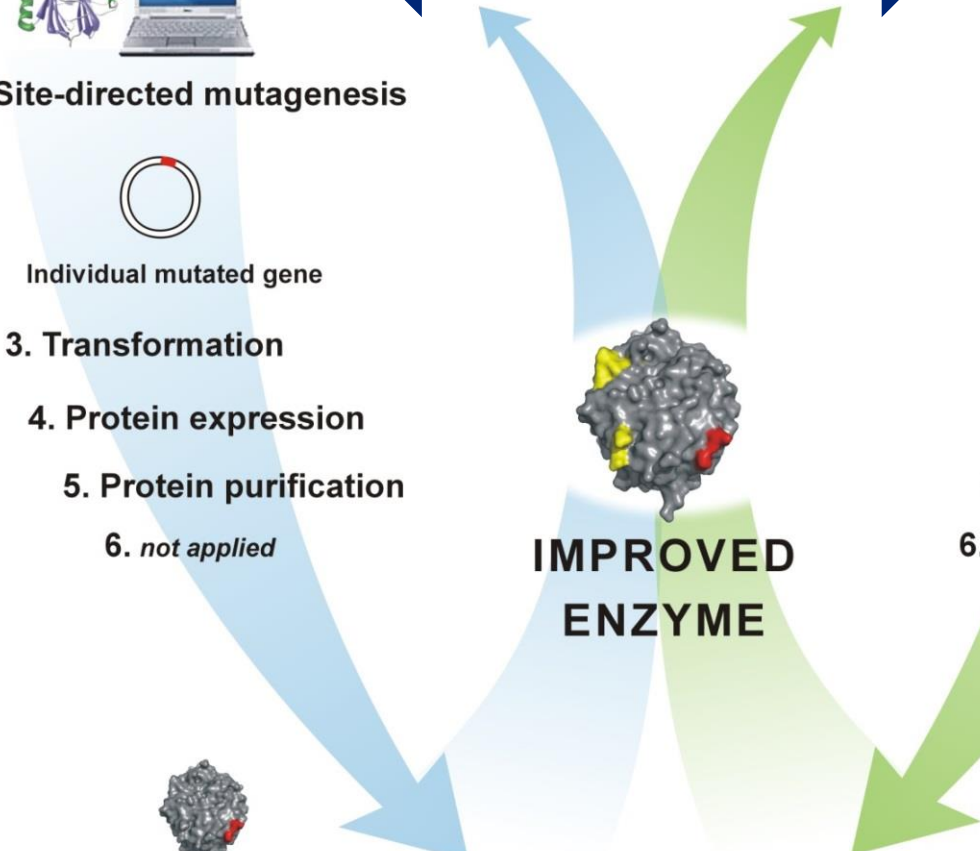 Site-directed mutagenesis
Individual mutated gene
3. Transformation
4. Protein expression
5. Protein purification
6. not applied
IMPROVED
ENZYME
6.